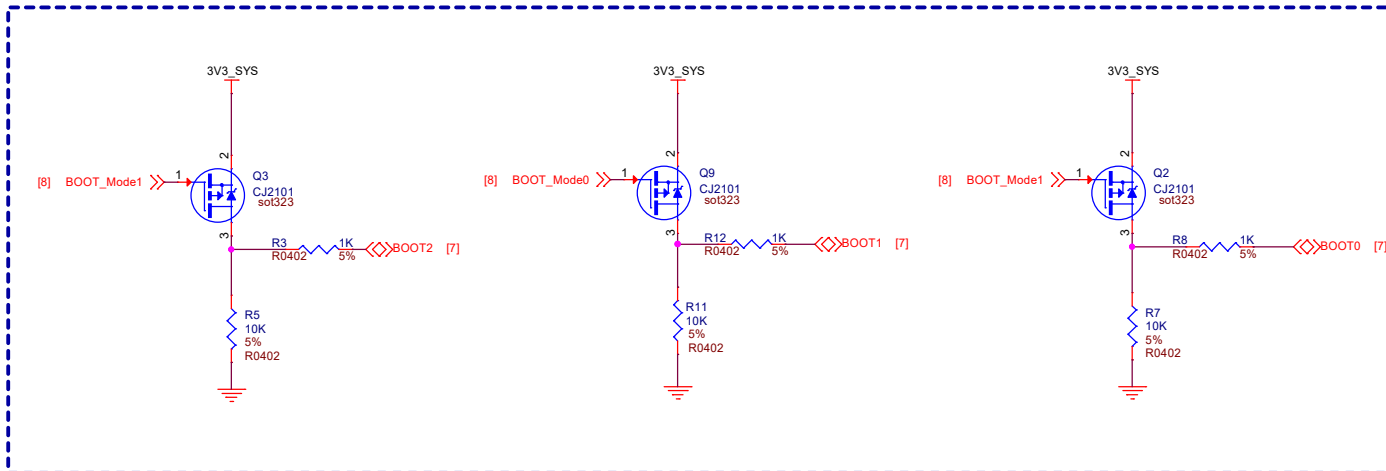 3V3_SYS
2
[8] BOOT_Mode1
1
Q3
CJ2101
sot323
3
R3
1K
R0402
5%
BOOT2 [7]
R5
10K
5%
R0402
3V3_SYS
2
[8] BOOT_Mode0
1
Q9
CJ2101
sot323
3
R12
1K
R0402
5%
BOOT1 [7]
R11
10K
5%
R0402
3V3_SYS
2
[8] BOOT_Mode1
1
Q2
CJ2101
sot323
3
R8
1K
R0402
5%
BOOT0 [7]
R7
10K
5%
R0402